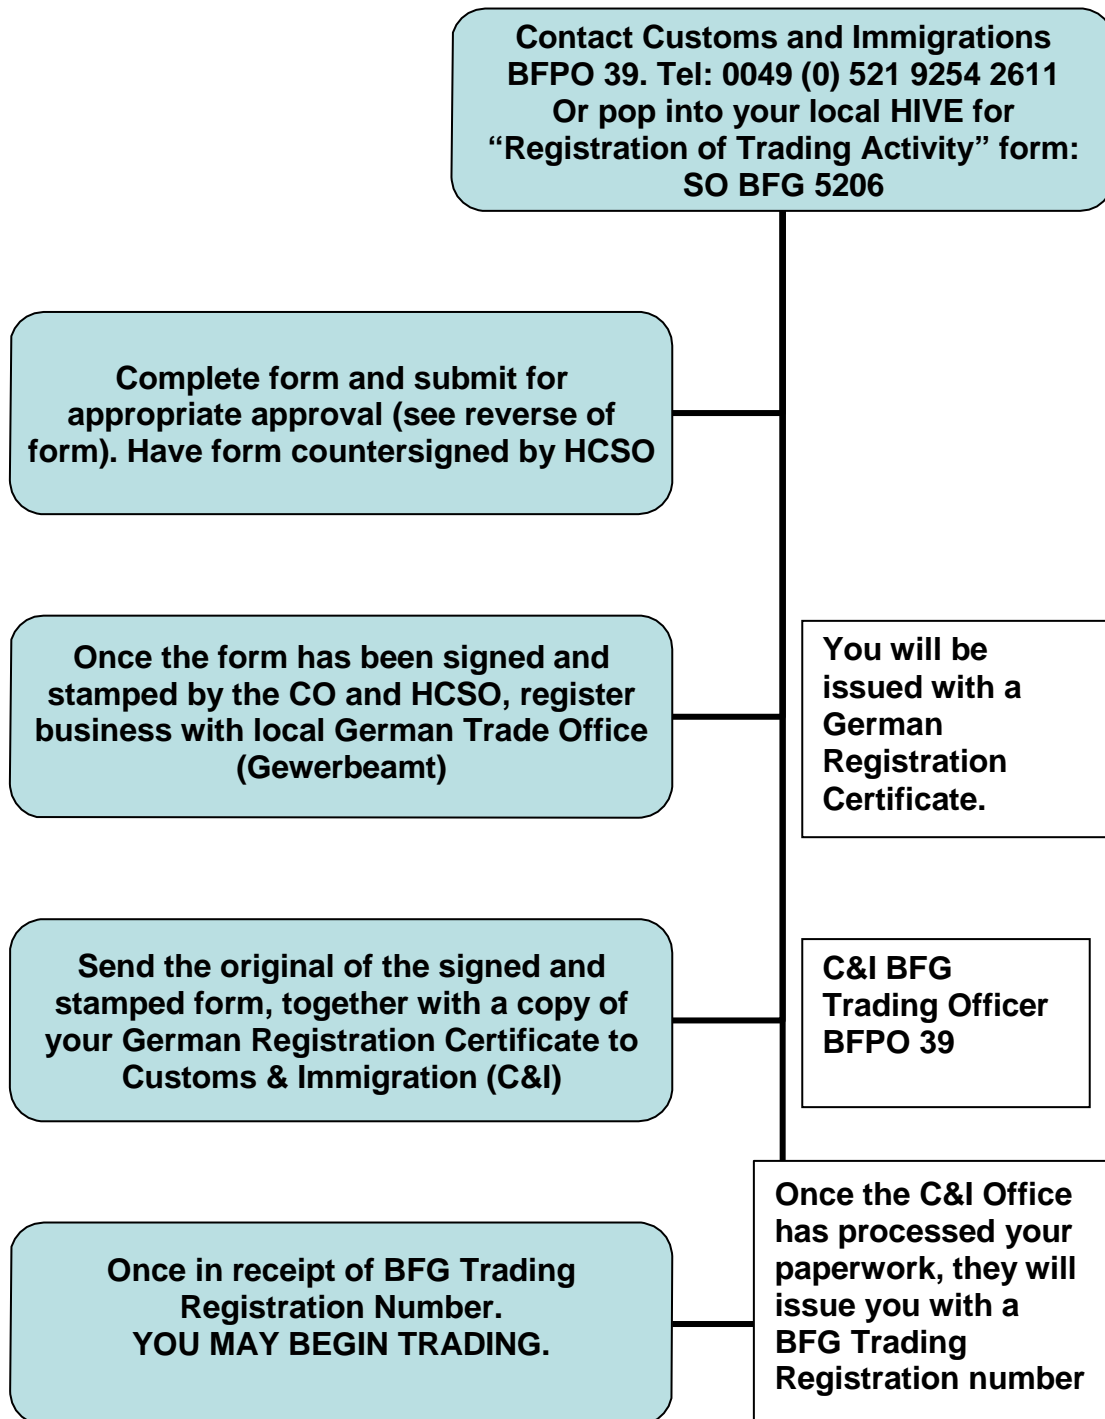 Contact Customs and Immigrations
BFPO 39. Tel: 0049 (0) 521 9254 2611
Or pop into your local HIVE for
“Registration of Trading Activity” form:
SO BFG 5206
Complete form and submit for
appropriate approval (see reverse of
form). Have form countersigned by HCSO
Once the form has been signed and
stamped by the CO and HCSO, register
business with local German Trade Office
(Gewerbeamt)
You will be
issued with a
German
Registration
Certificate.
Send the original of the signed and
stamped form, together with a copy of
your German Registration Certificate to
Customs & Immigration (C&I)
C&I BFG
Trading Officer
BFPO 39
Once the C&I Office
has processed your
paperwork, they will
issue you with a
BFG Trading
Registration number
Once in receipt of BFG Trading
Registration Number.
YOU MAY BEGIN TRADING.